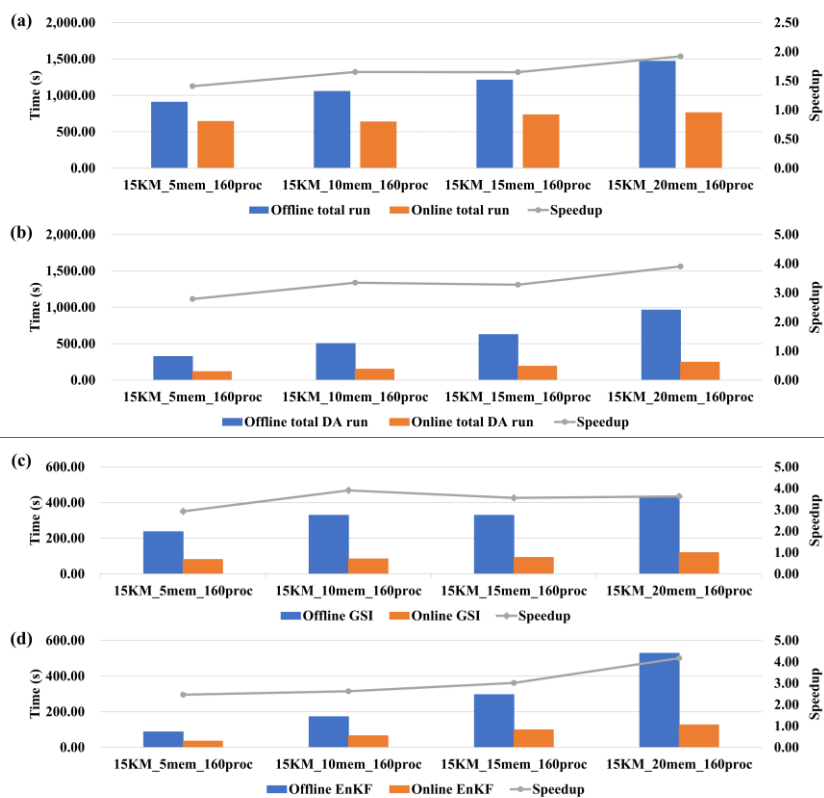 (a)
2,000.00
1,500.00
1,000.00
500.00
0.00
Time (s)
2.50
2.00
1.50
1.00
0.50
0.00
Speedup
15KM_5mem_160proc 15KM_10mem_160proc 15KM_15mem_160proc 15KM_20mem_160proc
Offline total run Online total run Speedup
(b)
2,000.00
1,500.00
1,000.00
500.00
0.00
Time (s)
5.00
4.00
3.00
2.00
1.00
0.00
Speedup
15KM_5mem_160proc 15KM_10mem_160proc 15KM_15mem_160proc 15KM_20mem_160proc
Offline total DA run Online total DA run Speedup
(c)
600.00
400.00
200.00
0.00
Time (s)
5.00
4.00
3.00
2.00
1.00
0.00
Speedup
15KM_5mem_160proc 15KM_10mem_160proc 15KM_15mem_160proc 15KM_20mem_160proc
Offline GSI Online GSI Speedup
(d)
600.00
400.00
200.00
0.00
Time (s)
5.00
4.00
3.00
2.00
1.00
0.00
Speedup
15KM_5mem_160proc 15KM_10mem_160proc 15KM_15mem_160proc 15KM_20mem_160proc
Offline EnKF Online EnKF Speedup